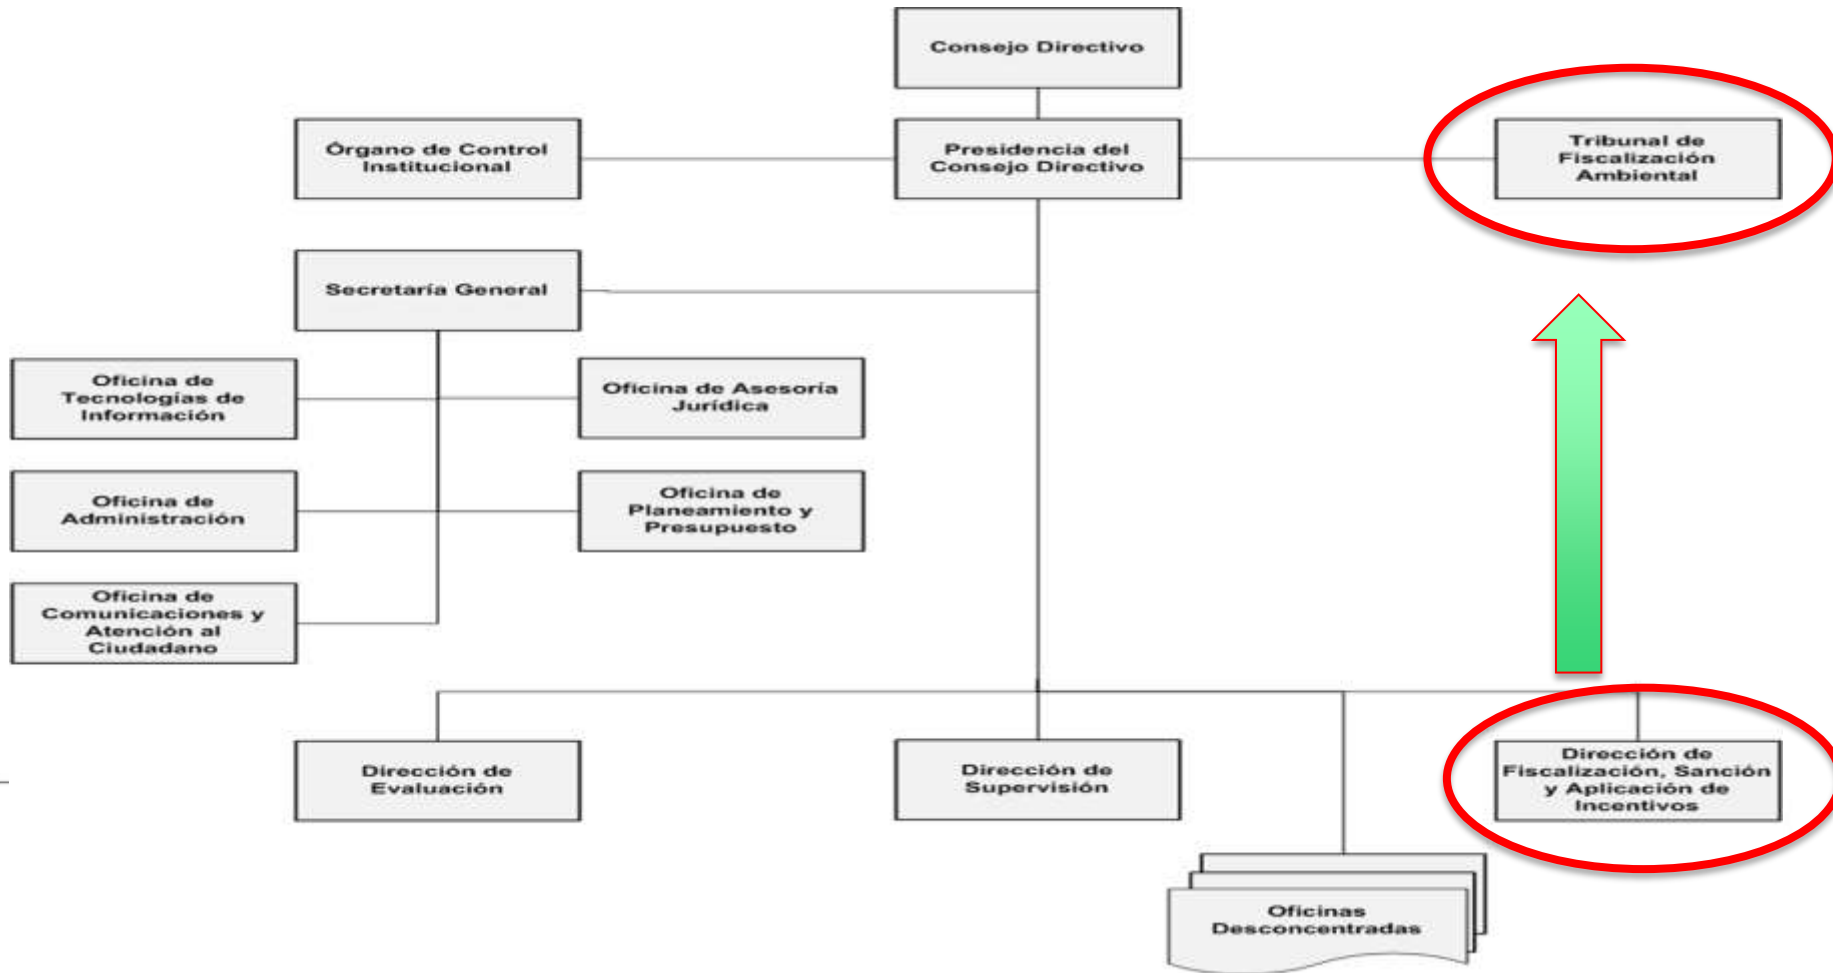 Consejo Directivo
Órgano de Control
Institucional
Presidencia del
Consejo Directivo
Tribunal de
Fiscalización
Ambiental
Secretaría General
Oficina de
Tecnologías de
Información
Oficina de Asesoría
Jurídica
Oficina de
Administración
Oficina de
Planeamiento y
Presupuesto
Oficina de
Comunicaciones y
Atención al
Ciudadano
Dirección de
Evaluación
Dirección de
Supervisión
Dirección de
Fiscalización, Sanción
y Aplicación de
Incentivos
Oficinas
Desconcentradas